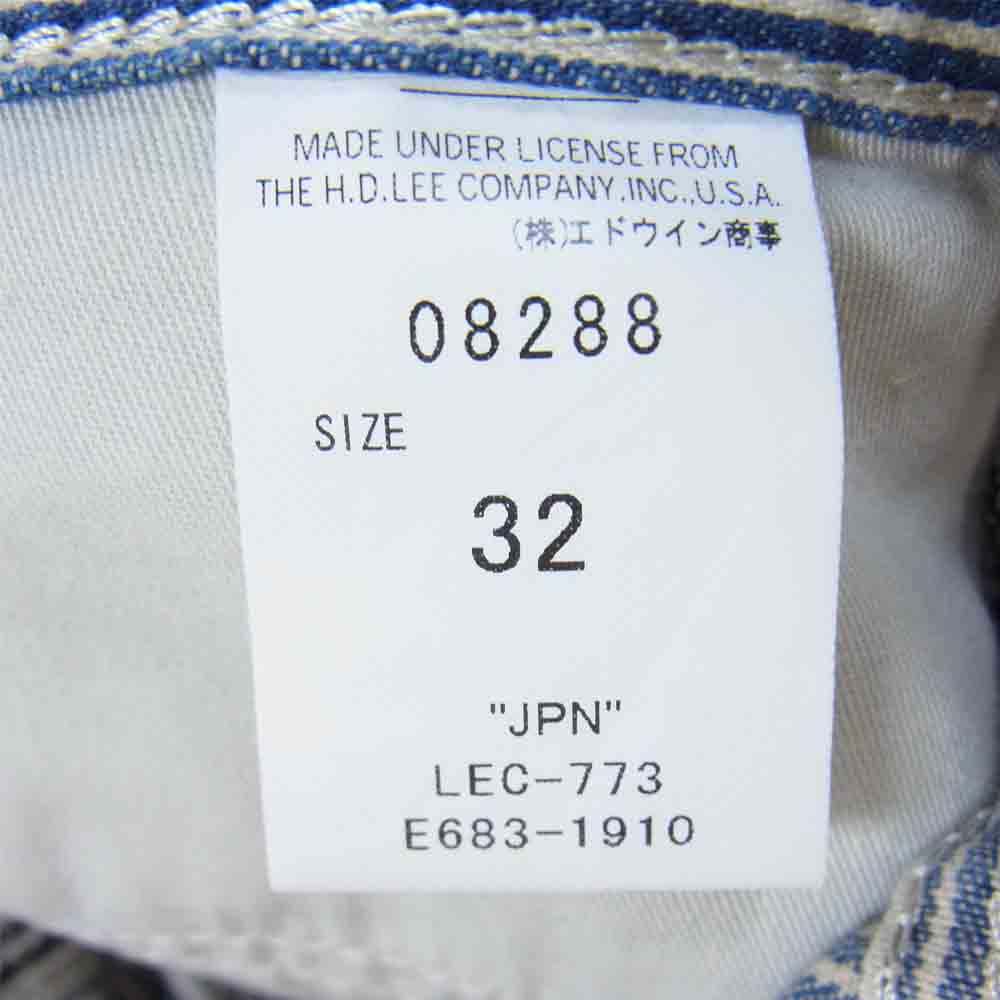 MADE UNDER LICENSE FROM
THE H.D.LEE COMPANY,INC.,U.S.A.
(株)エドウイン商事
08288
SIZE
32
"JPN"
LEC-773
E683-1910